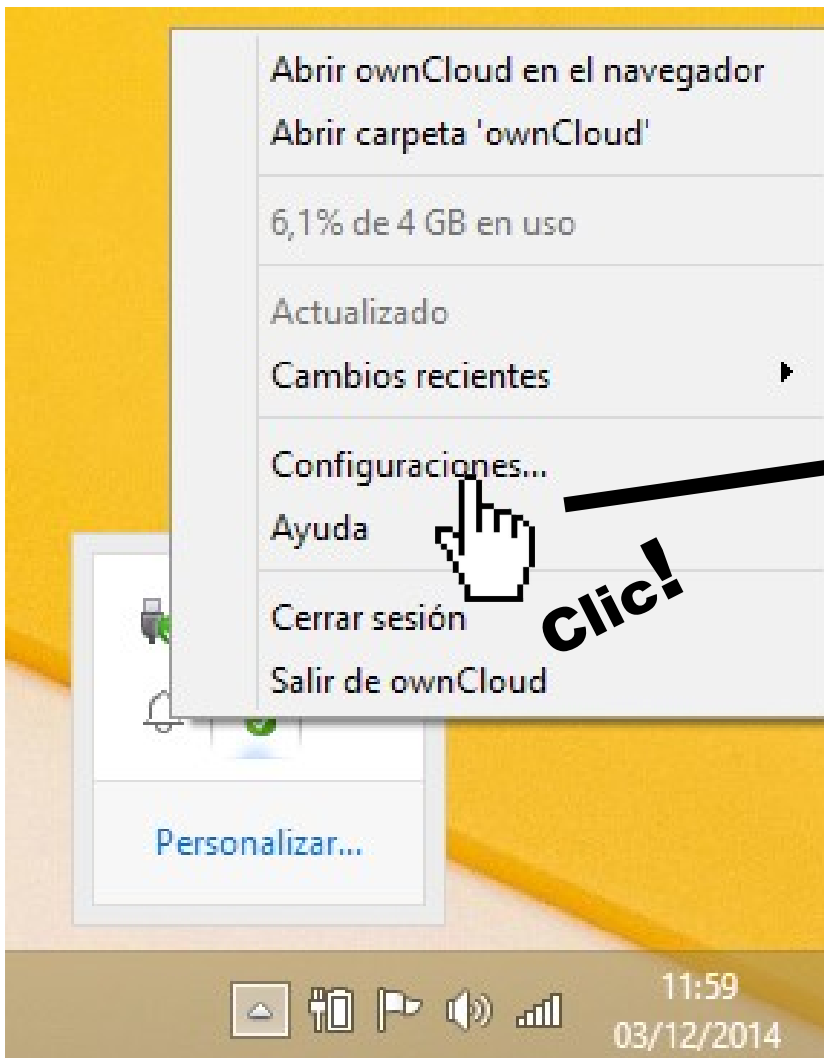 Abrir ownCloud en el navegador
Abrir carpeta 'ownCloud'
6,1% de 4 GB en uso
Actualizado
Cambios recientes
Configuraciones...
Ayuda
Clic!
Cerrar sesión
Salir de ownCloud
Personalizar...
11:59
03/12/2014